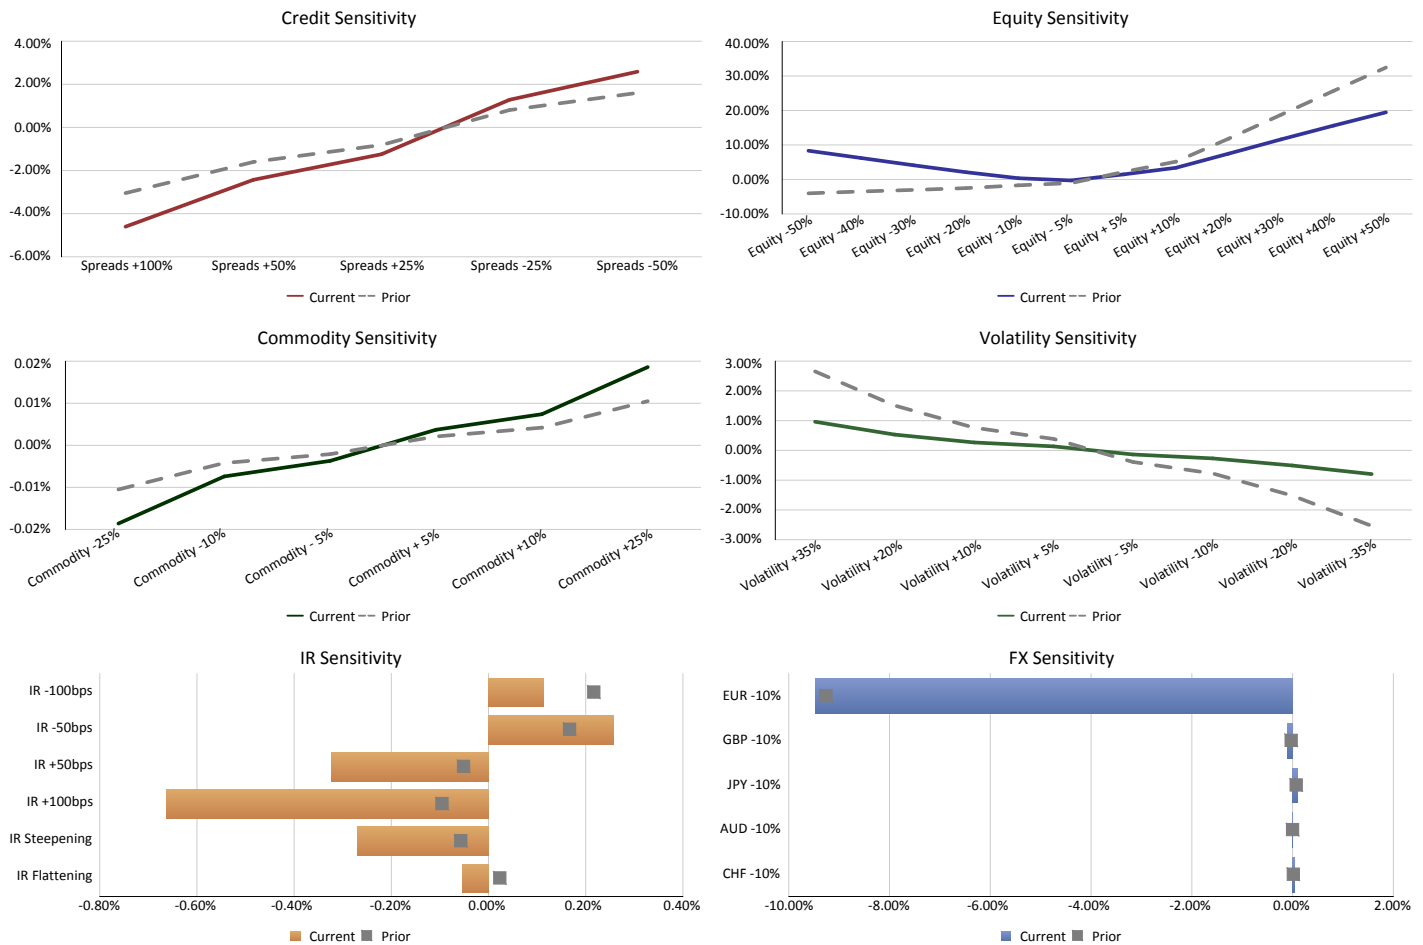 Credit Sensitivity
4.00%
2.00%
0.00%
-2.00%
-4.00%
-6.00%
Spreads +100% Spreads +50% Spreads +25% Spreads -25% Spreads -50%
Current Prior
Equity Sensitivity
40.00%
30.00%
20.00%
10.00%
0.00%
-10.00%
Equity -50% Equity -40% Equity -30% Equity -20% Equity -10% Equity - 5% Equity + 5% Equity +10% Equity +20% Equity +30% Equity +40% Equity +50%
Current Prior
Commodity Sensitivity
0.02%
0.01%
0.00%
-0.01%
-0.02%
Commodity -25% Commodity -10% Commodity - 5% Commodity + 5% Commodity +10% Commodity +25%
Current Prior
Volatility Sensitivity
3.00%
2.00%
1.00%
0.00%
-1.00%
-2.00%
-3.00%
Volatility +35% Volatility +20% Volatility +10% Volatility + 5% Volatility - 5% Volatility -10% Volatility -20% Volatility -35%
Current Prior
IR Sensitivity
IR -100bps
IR -50bps
IR +50bps
IR +100bps
IR Steepening
IR Flattening
-0.80% -0.60% -0.40% -0.20% 0.00% 0.20% 0.40%
Current Prior
FX Sensitivity
EUR -10%
GBP -10%
JPY -10%
AUD -10%
CHF -10%
-10.00% -8.00% -6.00% -4.00% -2.00% 0.00% 2.00%
Current Prior